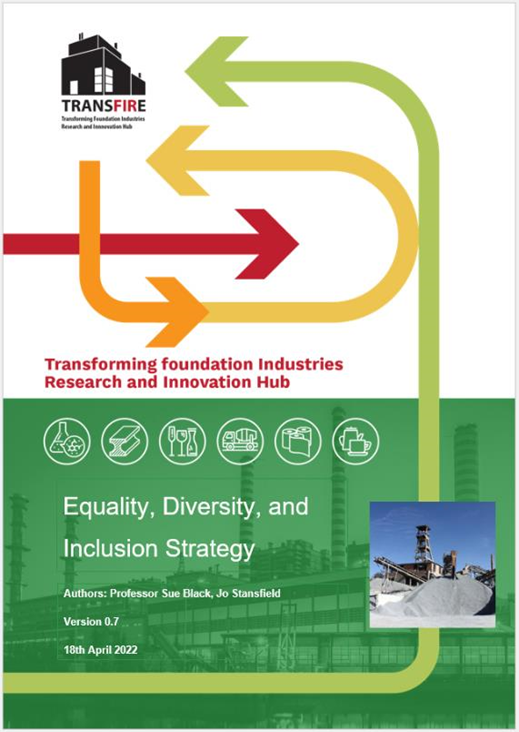 TRANSFIRE
Transforming Foundation Industries
Research and Innovation Hub
Transforming foundation Industries
Research and Innovation Hub
Equality, Diversity, and
Inclusion Strategy
Authors: Professor Sue Black, Jo Stansfield
Version 0.7
18th April 2022